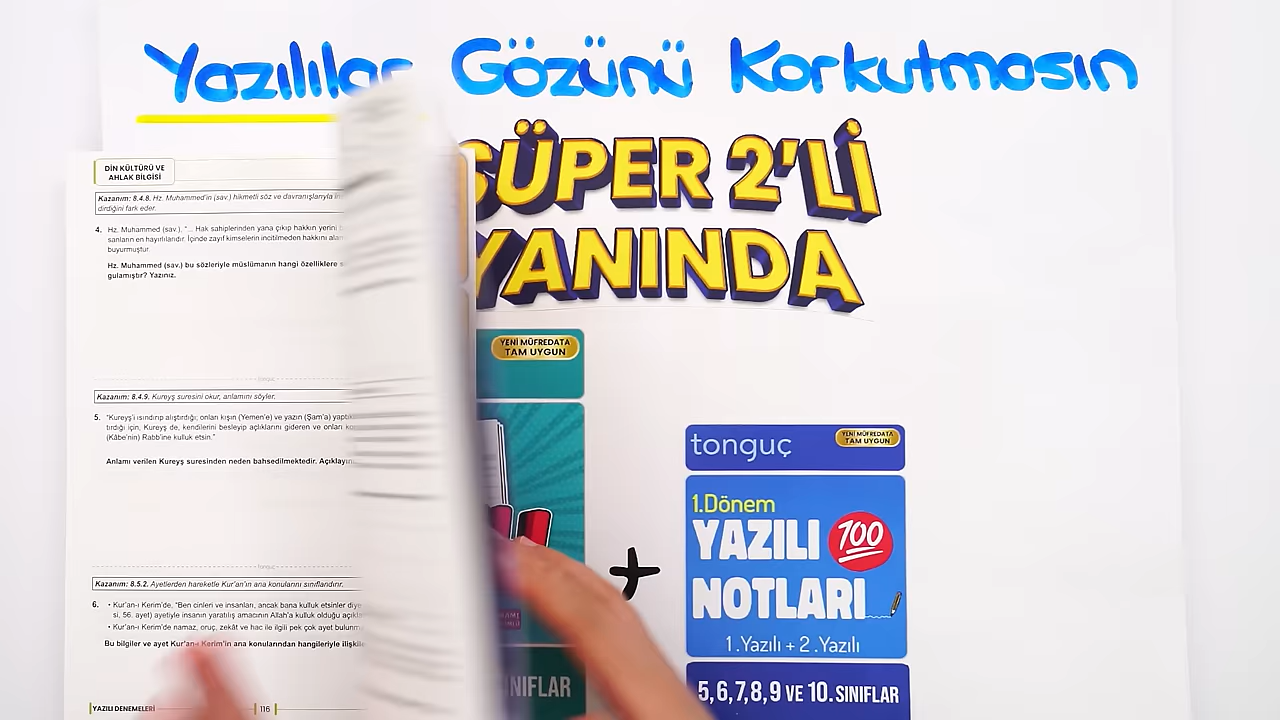 Yazılılar Gözünü Korkutmasın
SÜPER 2'Lİ
YANINDA
DİN KÜLTÜRÜ VE
AHLAK BİLGİSİ
Kazanım: 8.4.8. Hz. Muhammed'in (sav.) hikmetli söz ve davranışlarıyla
dirdiğini fark eder.
4. Hz. Muhammed (sav.), "... Hak sahiplerinden yana çıkıp hakkın yerini
sanların en hayırlılarıdır. İçinde zayıf kimselerin incitilmeden hakkını
buyurmuştur.
Hz. Muhammed (sav.) bu sözleriyle müslümanın hangi özelliklere
gulamıştır? Yazınız.
tonguç
Kazanım: 8.4.9. Kureyş suresini okur, anlamını söyler.
5. "Kureyş'i ısındırıp alıştırdığı; onları kışın (Yemen'e) ve yazın (Şam'a)
tırdığı için, Kureyş de, kendilerini besleyip açlıklarını gideren ve onları
(Kâbe'nin) Rabb'ine kulluk etsin."
Anlamı verilen Kureyş suresinden neden bahsedilmektedir.
tonguç
Kazanım: 8.5.2. Ayetlerden hareketle Kur'an'ın ana konularını sınıflandırır.
6. • Kur'an-ı Kerim'de, "Ben cinleri ve insanları, ancak bana kulluk etsinler
si, 56. ayet) ayetiyle insanın yaratılış amacının Allah'a kulluk olduğu
• Kur'an-ı Kerim'de namaz, oruç, zekât ve hac ile ilgili pek çok ayet
Bu bilgiler ve ayet Kur'an-ı Kerim'in ana konularından hangileriyle
YAZILI DENEMELERİ 116
YENİ MÜFREDATA
TAM UYGUN
NIFLAR
+
tonguç
YENİ MÜFREDATA
TAM UYGUN
1.Dönem
YAZILI 100
NOTLARI
1.Yazılı + 2.Yazılı
5,6,7,8,9 VE 10. SINIFLAR